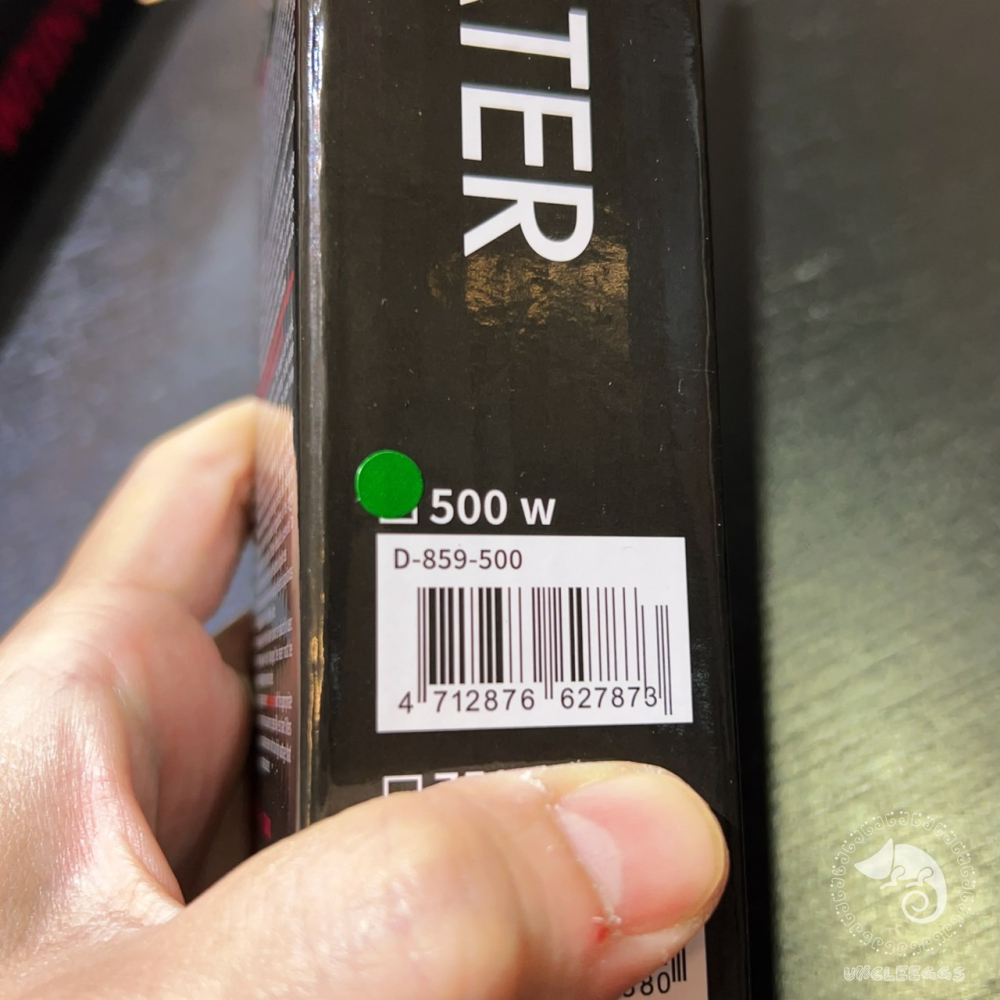 TER
500 w
D-859-500
4 712876 627873
UNCLEEGGS